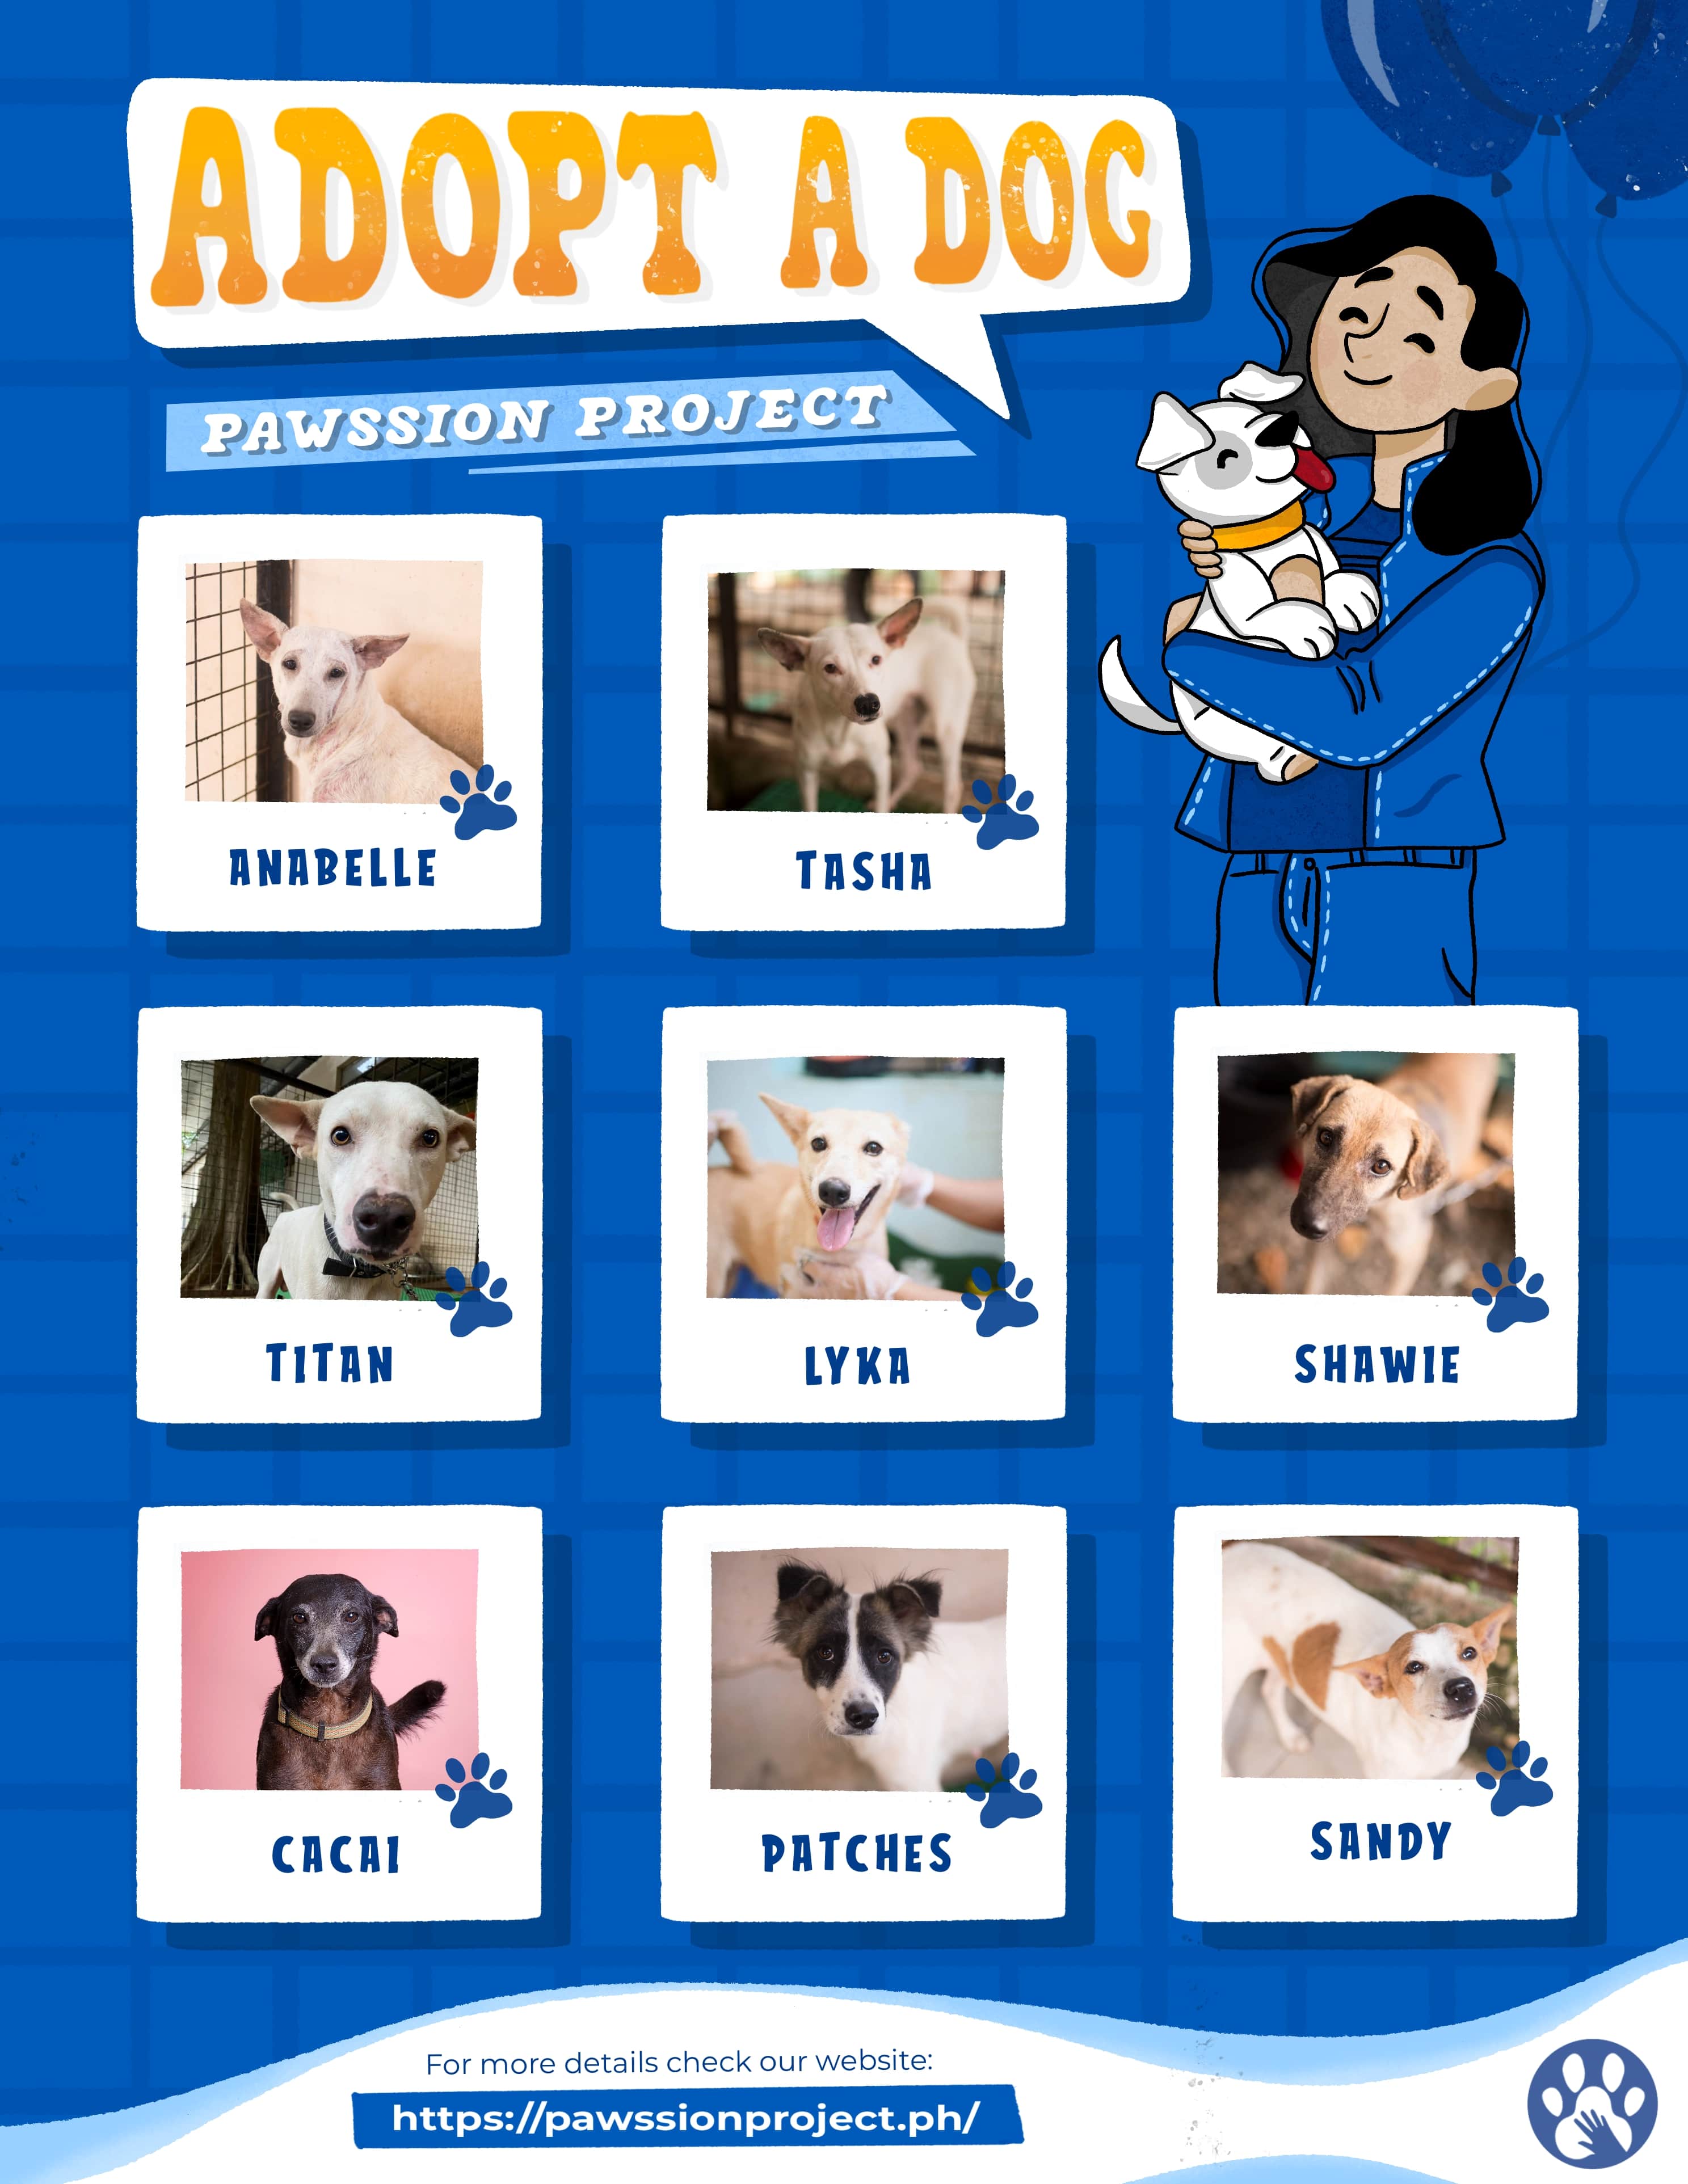 ADOPT A DOG
PAWSSION PROJECT
ANABELLE
TASHA
TITAN
LYKA
SHAWIE
CACAI
PATCHES
SANDY
For more details check our website:
https://pawssionproject.ph/